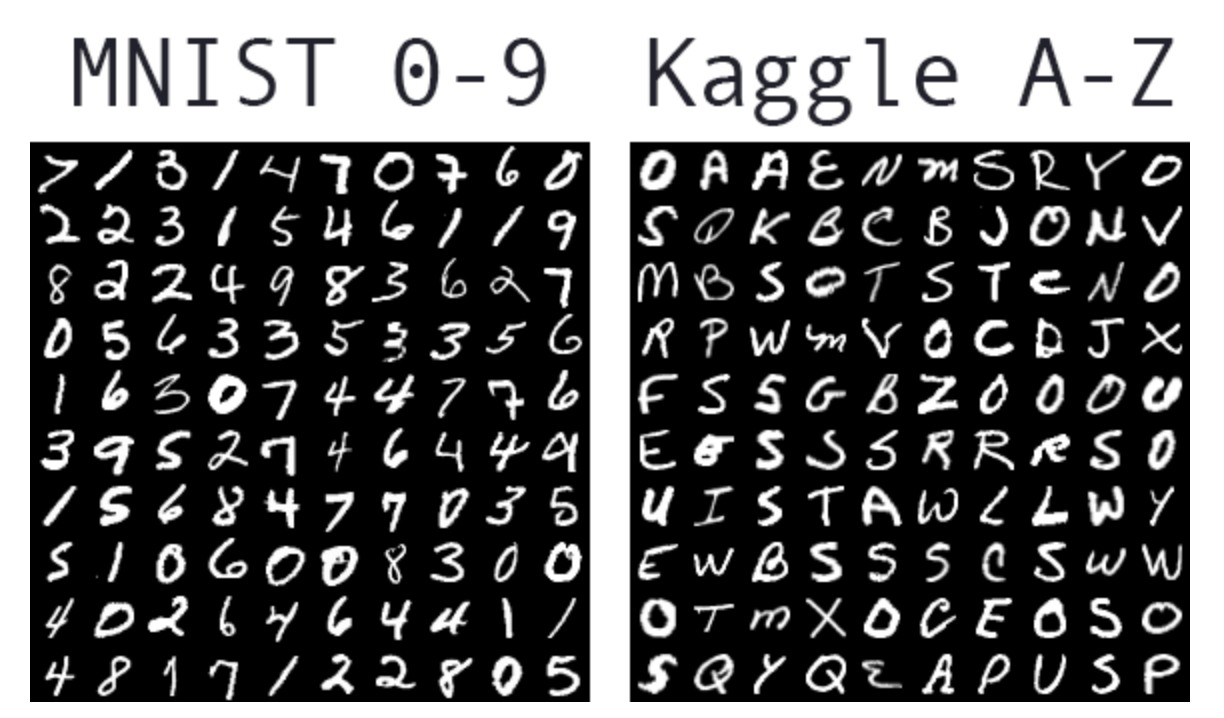 MNIST 0-9
7 1 3 1 4 7 0 7 6 0
2 2 3 1 5 4 6 1 1 9
8 2 2 4 9 8 3 6 2 7
0 5 6 3 3 5 3 3 5 6
1 6 3 0 7 4 4 7 7 6
3 9 5 2 7 4 6 4 4 9
1 5 6 8 4 7 7 0 3 5
5 1 0 6 0 0 8 3 0 0
4 0 2 6 4 6 4 4 1 1
4 8 1 7 1 2 2 8 0 5
Kaggle A-Z
O A A E N m S R Y O
S Q K B C B J O N V
M B S O T S T C N O
R P W m V O C D J X
F S S G B Z O O O U
E S S S R R R S O
U I S T A W L L W Y
E W B S S S C S W W
O T m X O C E O S O
S Q Y Q E A P U S P